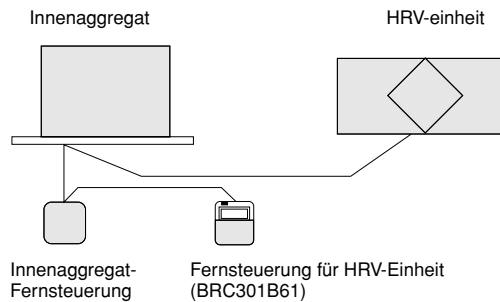 Innenaggregat
HRV-einheit
Innenaggregat-
Fernsteuerung
Fernsteuerung für HRV-Einheit
(BRC301B61)